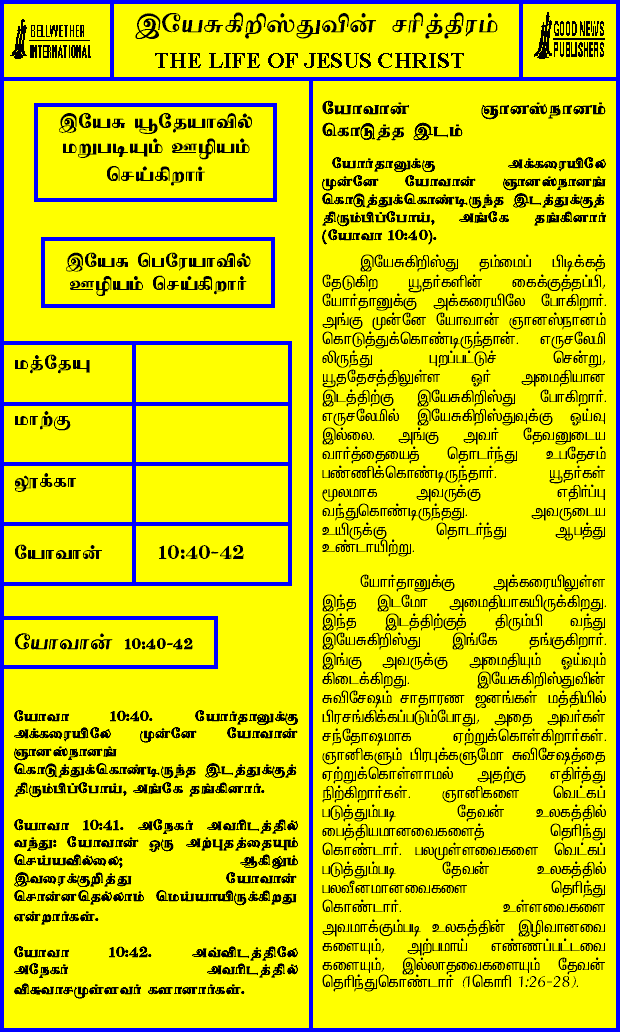 BELLWETHER
INTERNATIONAL
இயேசுகிறிஸ்துவின் சரித்திரம்
THE LIFE OF JESUS CHRIST
GOOD NEWS
PUBLISHERS
இயேசு யூதேயாவில்
மறுபடியும் ஊழியம்
செய்கிறார்
இயேசு பெரேயாவில்
ஊழியம் செய்கிறார்
மத்தேயு
மாற்கு
லூக்கா
யோவான் 10:40-42
யோவான் 10:40-42
யோவா 10:40. யோர்தானுக்கு
அக்கரையிலே முன்னே யோவான்
ஞானஸ்நானங்
கொடுத்துக்கொண்டிருந்த இடத்துக்குத்
திரும்பிப்போய், அங்கே தங்கினார்.
யோவா 10:41. அநேகர் அவரிடத்தில்
வந்து: யோவான் ஒரு அற்புதத்தையும்
செய்யவில்லை; ஆகிலும்
இவரைக்குறித்து யோவான்
சொன்னதெல்லாம் மெய்யாயிருக்கிறது
என்றார்கள்.
யோவா 10:42. அவ்விடத்திலே
அநேகர் அவரிடத்தில்
விசுவாசமுள்ளவர் களானார்கள்.
யோவான் ஞானஸ்நானம்
கொடுத்த இடம்
யோர்தானுக்கு அக்கரையிலே
முன்னே யோவான் ஞானஸ்நானங்
கொடுத்துக்கொண்டிருந்த இடத்துக்குத்
திரும்பிப்போய், அங்கே தங்கினார்
(யோவா 10:40).
இயேசுகிறிஸ்து தம்மைப் பிடிக்கத்
தேடுகிற யூதர்களின் கைக்குத்தப்பி,
யோர்தானுக்கு அக்கரையிலே போகிறார்.
அங்கு முன்னே யோவான் ஞானஸ்நானம்
கொடுத்துக்கொண்டிருந்தான். எருசலேமி
லிருந்து புறப்பட்டுச் சென்று,
யூததேசத்திலுள்ள ஓர் அமைதியான
இடத்திற்கு இயேசுகிறிஸ்து போகிறார்.
எருசலேமில் இயேசுகிறிஸ்துவுக்கு ஓய்வு
இல்லை. அங்கு அவர் தேவனுடைய
வார்த்தையைத் தொடர்ந்து உபதேசம்
பண்ணிக்கொண்டிருந்தார். யூதர்கள்
மூலமாக அவருக்கு எதிர்ப்பு
வந்துகொண்டிருந்தது. அவருடைய
உயிருக்கு தொடர்ந்து ஆபத்து
உண்டாயிற்று.
யோர்தானுக்கு அக்கரையிலுள்ள
இந்த இடமோ அமைதியாகயிருக்கிறது.
இந்த இடத்திற்குத் திரும்பி வந்து
இயேசுகிறிஸ்து இங்கே தங்குகிறார்.
இங்கு அவருக்கு அமைதியும் ஓய்வும்
கிடைக்கிறது. இயேசுகிறிஸ்துவின்
சுவிசேஷம் சாதாரண ஜனங்கள் மத்தியில்
பிரசங்கிக்கப்படும்போது, அதை அவர்கள்
சந்தோஷமாக ஏற்றுக்கொள்கிறார்கள்.
ஞானிகளும் பிரபுக்களுமோ சுவிசேஷத்தை
ஏற்றுக்கொள்ளாமல் அதற்கு எதிர்த்து
நிற்கிறார்கள். ஞானிகளை வெட்கப்
படுத்தும்படி தேவன் உலகத்தில்
பைத்தியமானவைகளைத் தெரிந்து
கொண்டார். பலமுள்ளவைகளை வெட்கப்
படுத்தும்படி தேவன் உலகத்தில்
பலவீனமானவைகளை தெரிந்து
கொண்டார். உள்ளவைகளை
அவமாக்கும்படி உலகத்தின் இழிவானவை
களையும், அற்பமாய் எண்ணப்பட்டவை
களையும், இல்லாதவைகளையும் தேவன்
தெரிந்துகொண்டார் (1கொரி 1:26-28).